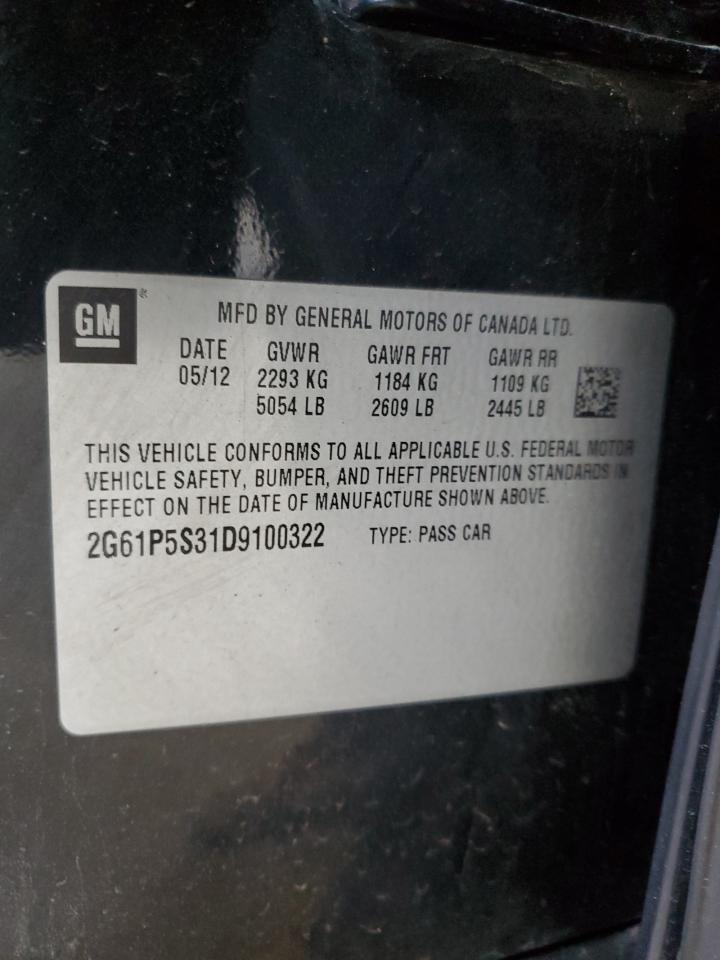 GM
MFD BY GENERAL MOTORS OF CANADA LTD.
DATE GVWR GAWR FRT GAWR RR
05/12 2293 KG 1184 KG 1109 KG
5054 LB 2609 LB 2445 LB
THIS VEHICLE CONFORMS TO ALL APPLICABLE U.S. FEDERAL MOTOR
VEHICLE SAFETY, BUMPER, AND THEFT PREVENTION STANDARDS IN
EFFECT ON THE DATE OF MANUFACTURE SHOWN ABOVE.
2G61P5S31D9100322 TYPE: PASS CAR